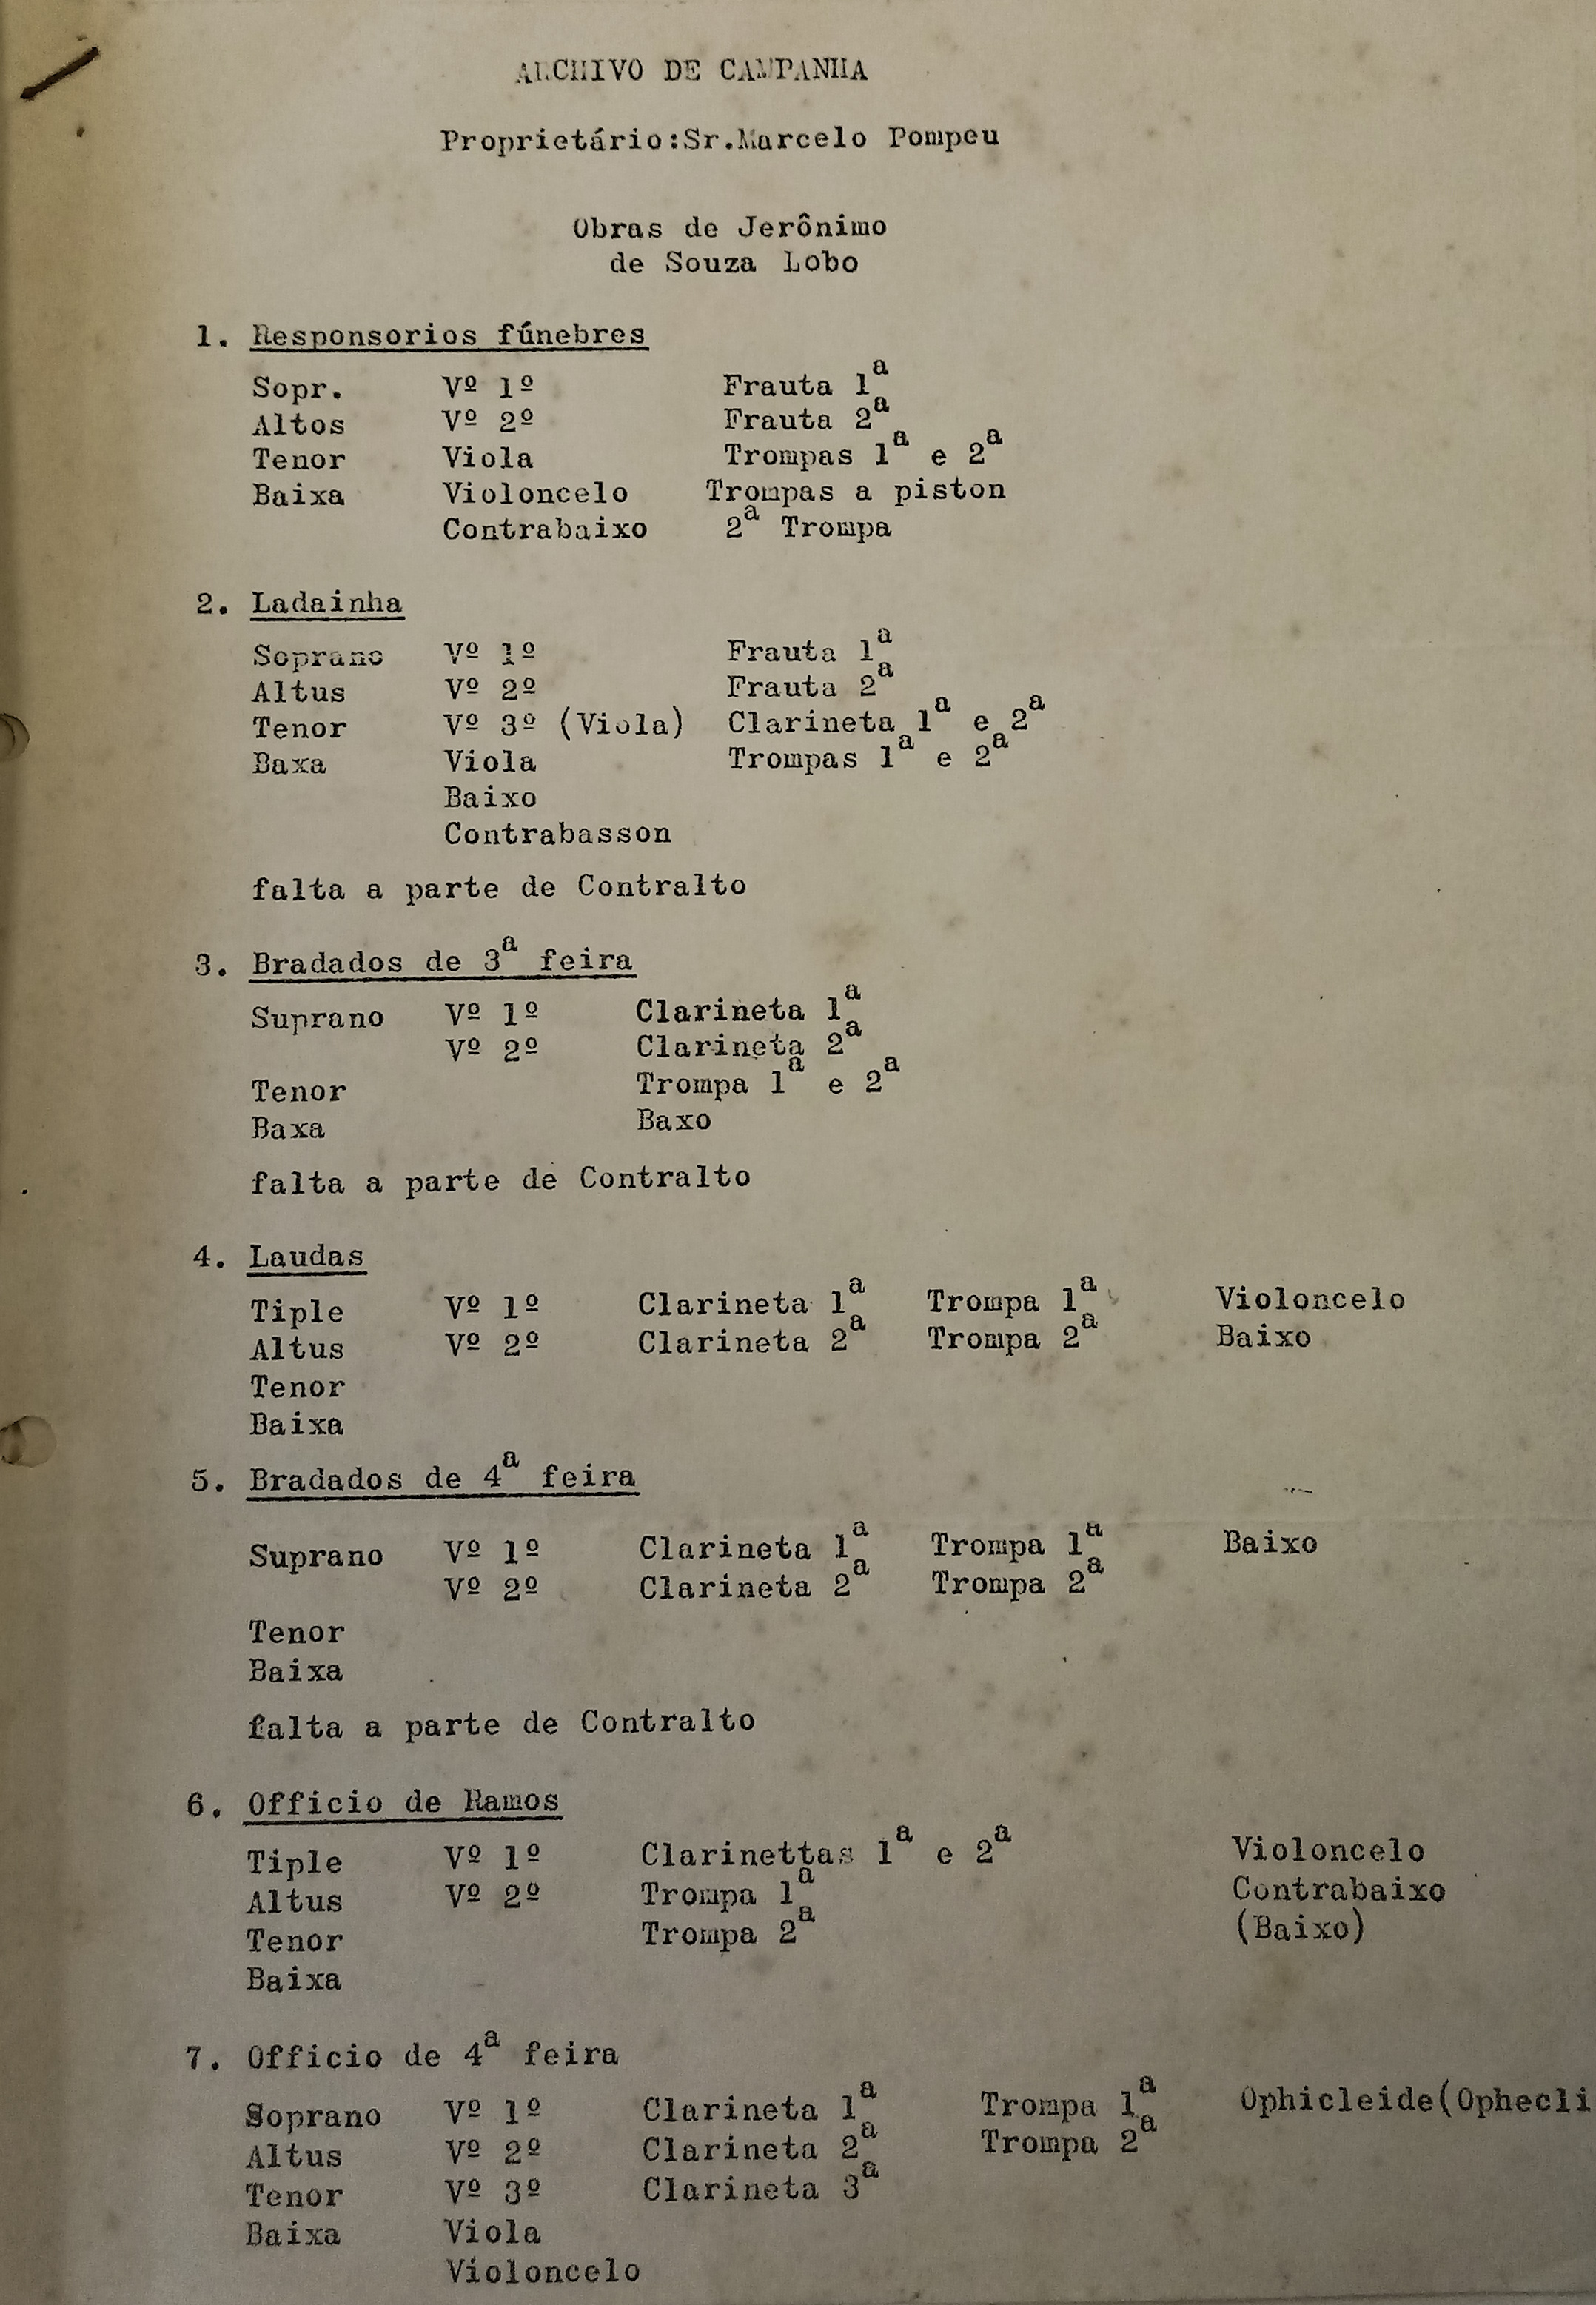 ARCHIVO DE CAMPANHA
Proprietário:Sr.Marcelo Pompeu
Obras de Jerônimo
de Souza Lobo
1. Responsorios fúnebres
Sopr. Vº 1º Frauta 1ª
Altos Vº 2º Frauta 2ª
Tenor Viola Trompas 1ª e 2ª
Baixa Violoncelo Trompas a piston
Contrabaixo 2ª Trompa
2. Ladainha
Soprano Vº 1º Frauta 1ª
Altus Vº 2º Frauta 2ª
Tenor Vº 3º (Viola) Clarineta 1ª e 2ª
Baxa Viola Trompas 1ª e 2ª
Baixo
Contrabasson
falta a parte de Contralto
3. Bradados de 3ª feira
Suprano Vº 1º Clarineta 1ª
Vº 2º Clarineta 2ª
Tenor Trompa 1ª e 2ª
Baxa Baxo
falta a parte de Contralto
4. Laudas
Tiple Vº 1º Clarineta 1ª Trompa 1ª Violoncelo
Altus Vº 2º Clarineta 2ª Trompa 2ª Baixo
Tenor
Baixa
5. Bradados de 4ª feira
Suprano Vº 1º Clarineta 1ª Trompa 1ª Baixo
Vº 2º Clarineta 2ª Trompa 2ª
Tenor
Baixa
falta a parte de Contralto
6. Officio de Ramos
Tiple Vº 1º Clarinettas 1ª e 2ª Violoncelo
Altus Vº 2º Trompa 1ª Contrabaixo
Tenor Trompa 2ª (Baixo)
Baixa
7. Officio de 4ª feira
Soprano Vº 1º Clarineta 1ª Trompa 1ª Ophicleide(Ophecli
Altus Vº 2º Clarineta 2ª Trompa 2ª
Tenor Vº 3º Clarineta 3ª
Baixa Viola
Violoncelo